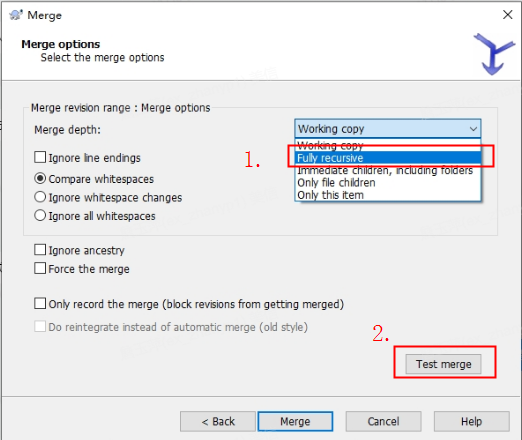 Merge
Merge options
Select the merge options
Merge revision range : Merge options
Merge depth:
Working copy
Working copy
1.
Fully recursive
Ignore line endings
Immediate children, including folders
Compare whitespaces
Only file children
Ignore whitespace changes
Only this item
Ignore all whitespaces
Ignore ancestry
Force the merge
Only record the merge (block revisions from getting merged)
Do reintegrate instead of automatic merge (old style)
2.
Test merge
< Back
Merge
Cancel
Help